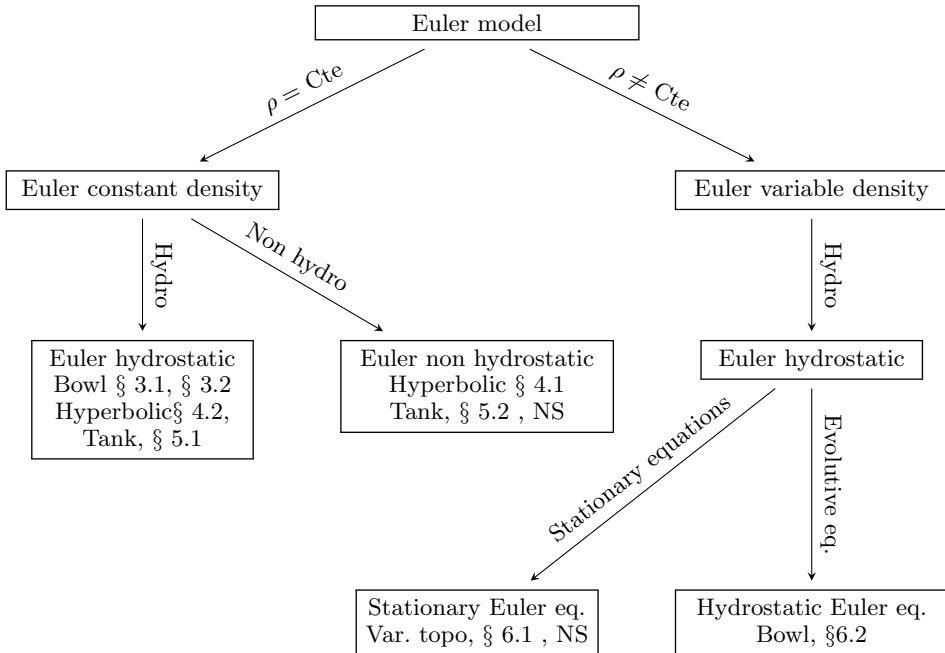 Euler model
ρ = Cte
ρ ≠ Cte
Euler constant density
Euler variable density
Hydro
Non hydro
Hydro
Euler hydrostatic
Bowl § 3.1, § 3.2
Hyperbolic§ 4.2,
Tank, § 5.1
Euler non hydrostatic
Hyperbolic § 4.1
Tank, § 5.2 , NS
Euler hydrostatic
Stationary equations
Evolutive eq.
Stationary Euler eq.
Var. topo, § 6.1 , NS
Hydrostatic Euler eq.
Bowl, §6.2